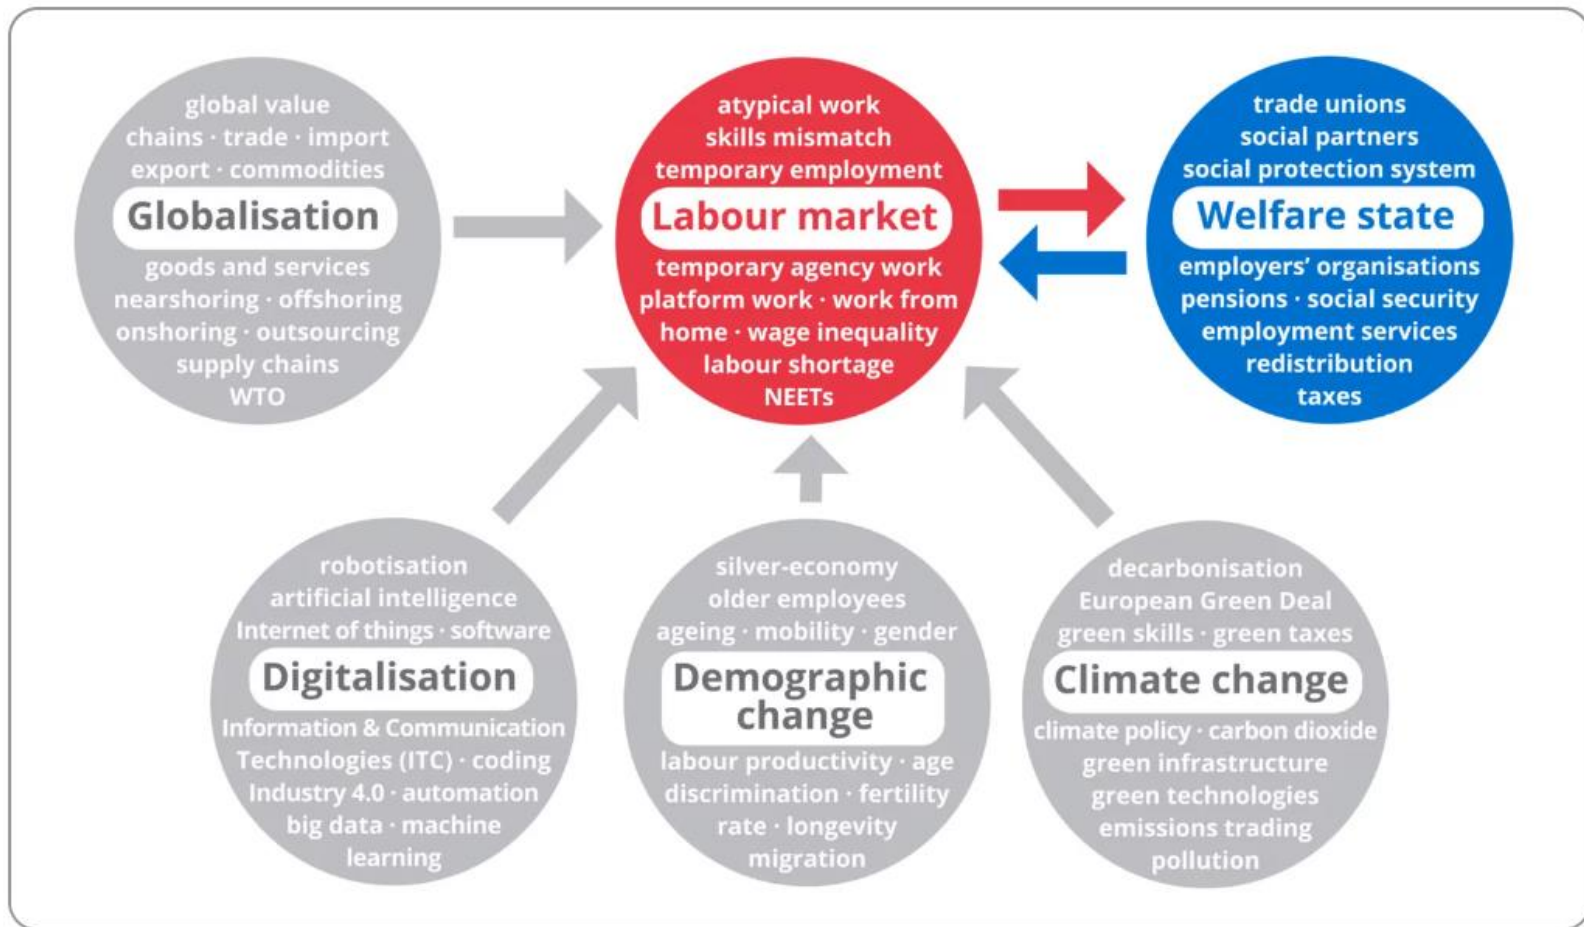 global value
chains · trade · import
export · commodities
Globalisation
goods and services
nearshoring · offshoring
onshoring · outsourcing
supply chains
WTO
atypical work
skills mismatch
temporary employment
Labour market
temporary agency work
platform work · work from
home · wage inequality
labour shortage
NEETs
trade unions
social partners
social protection system
Welfare state
employers’ organisations
pensions · social security
employment services
redistribution
taxes
robotisation
artificial intelligence
Internet of things · software
Digitalisation
Information & Communication
Technologies (ITC) · coding
Industry 4.0 · automation
big data · machine
learning
silver-economy
older employees
ageing · mobility · gender
Demographic
change
labour productivity · age
discrimination · fertility
rate · longevity
migration
decarbonisation
European Green Deal
green skills · green taxes
Climate change
climate policy · carbon dioxide
green infrastructure
green technologies
emissions trading
pollution